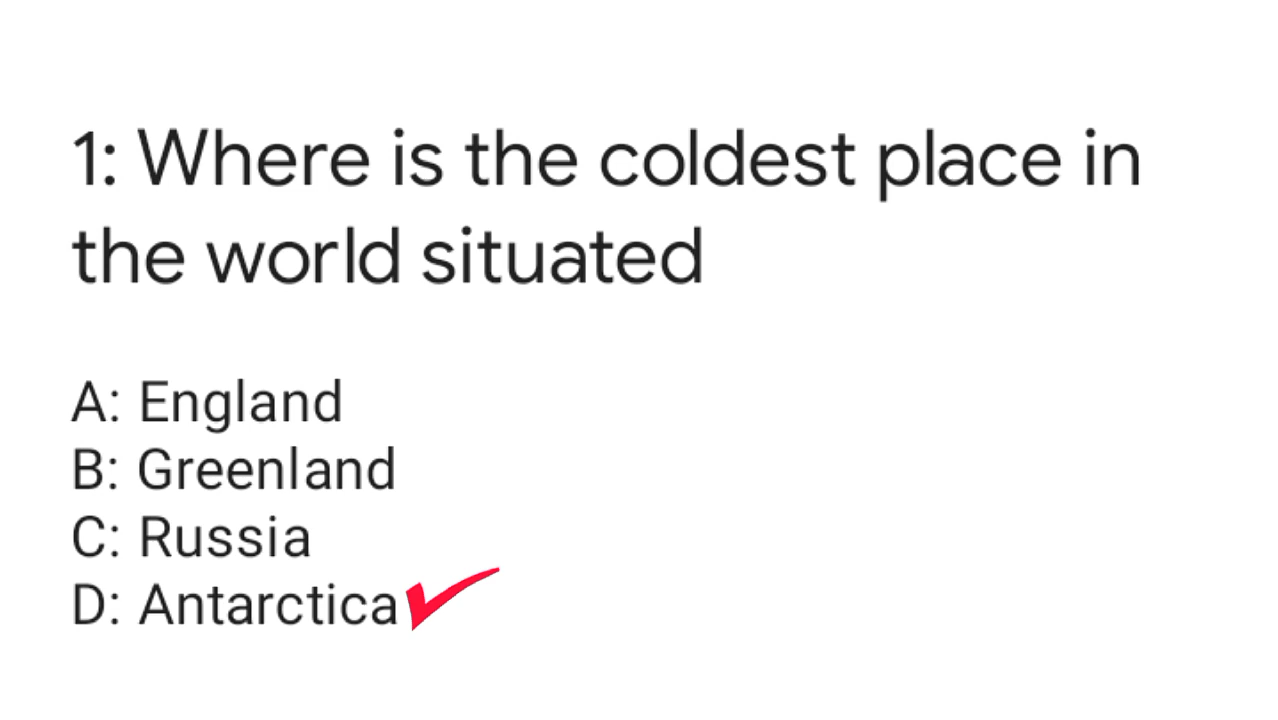 1: Where is the coldest place in
the world situated
A: England
B: Greenland
C: Russia
D: Antarctica